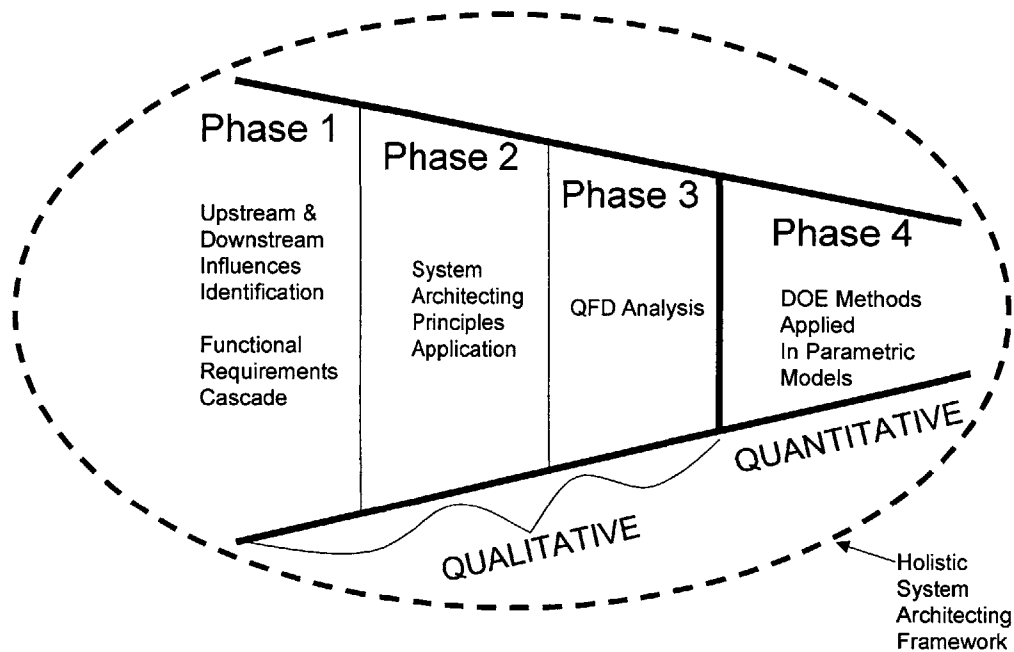 Phase 1
Upstream &
Downstream
Influences
Identification
Functional
Requirements
Cascade
Phase 2
System
Architecting
Principles
Application
Phase 3
QFD Analysis
Phase 4
DOE Methods
Applied
In Parametric
Models
QUALITATIVE
QUANTITATIVE
Holistic
System
Architecting
Framework